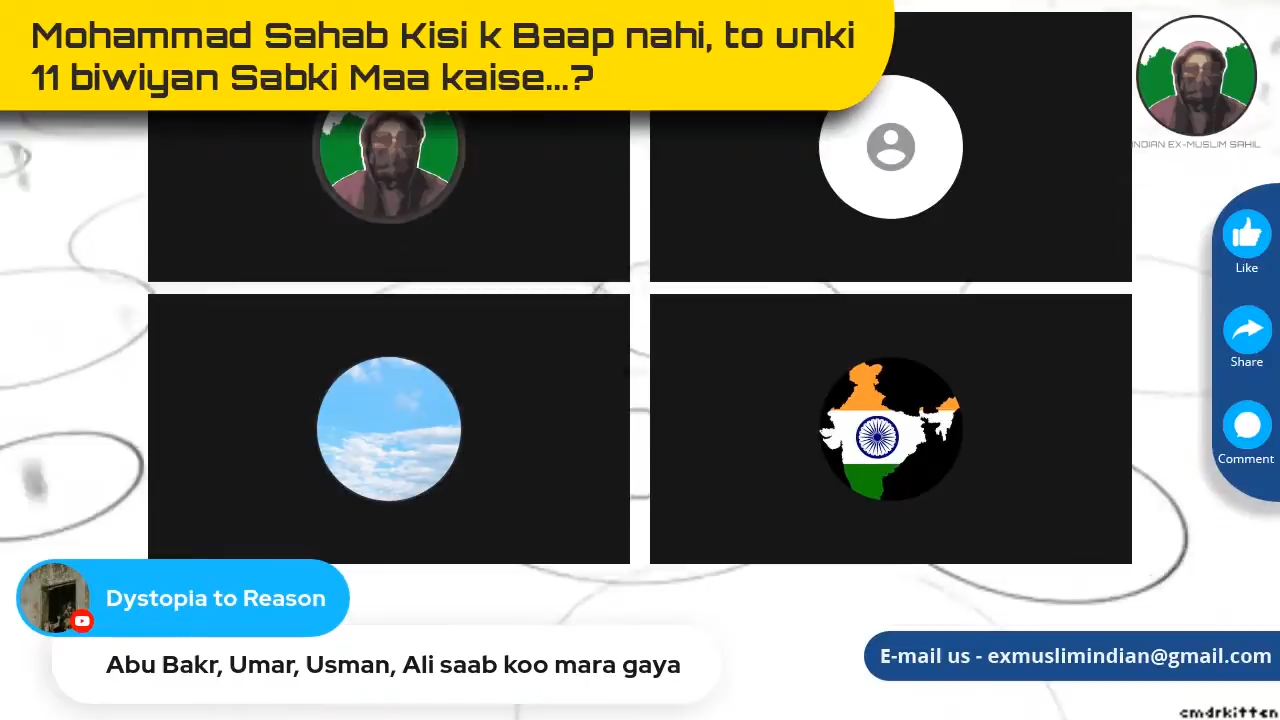 Mohammad Sahab Kisi k Baap nahi, to unki
11 biwiyan Sabki Maa kaise...?
INDIAN EX-MUSLIM SAHIL
Like
Share
Comment
Dystopia to Reason
Abu Bakr, Umar, Usman, Ali saab koo mara gaya
E-mail us - exmuslimindian@gmail.com
cmdrkitten